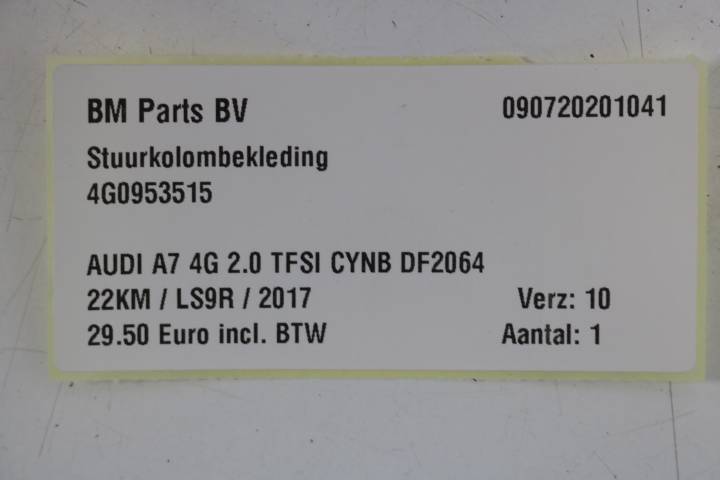 BM Parts BV 090720201041
Stuurkolombekleding
4G0953515
AUDI A7 4G 2.0 TFSI CYNB DF2064
22KM / LS9R / 2017 Verz: 10
29.50 Euro incl. BTW Aantal: 1